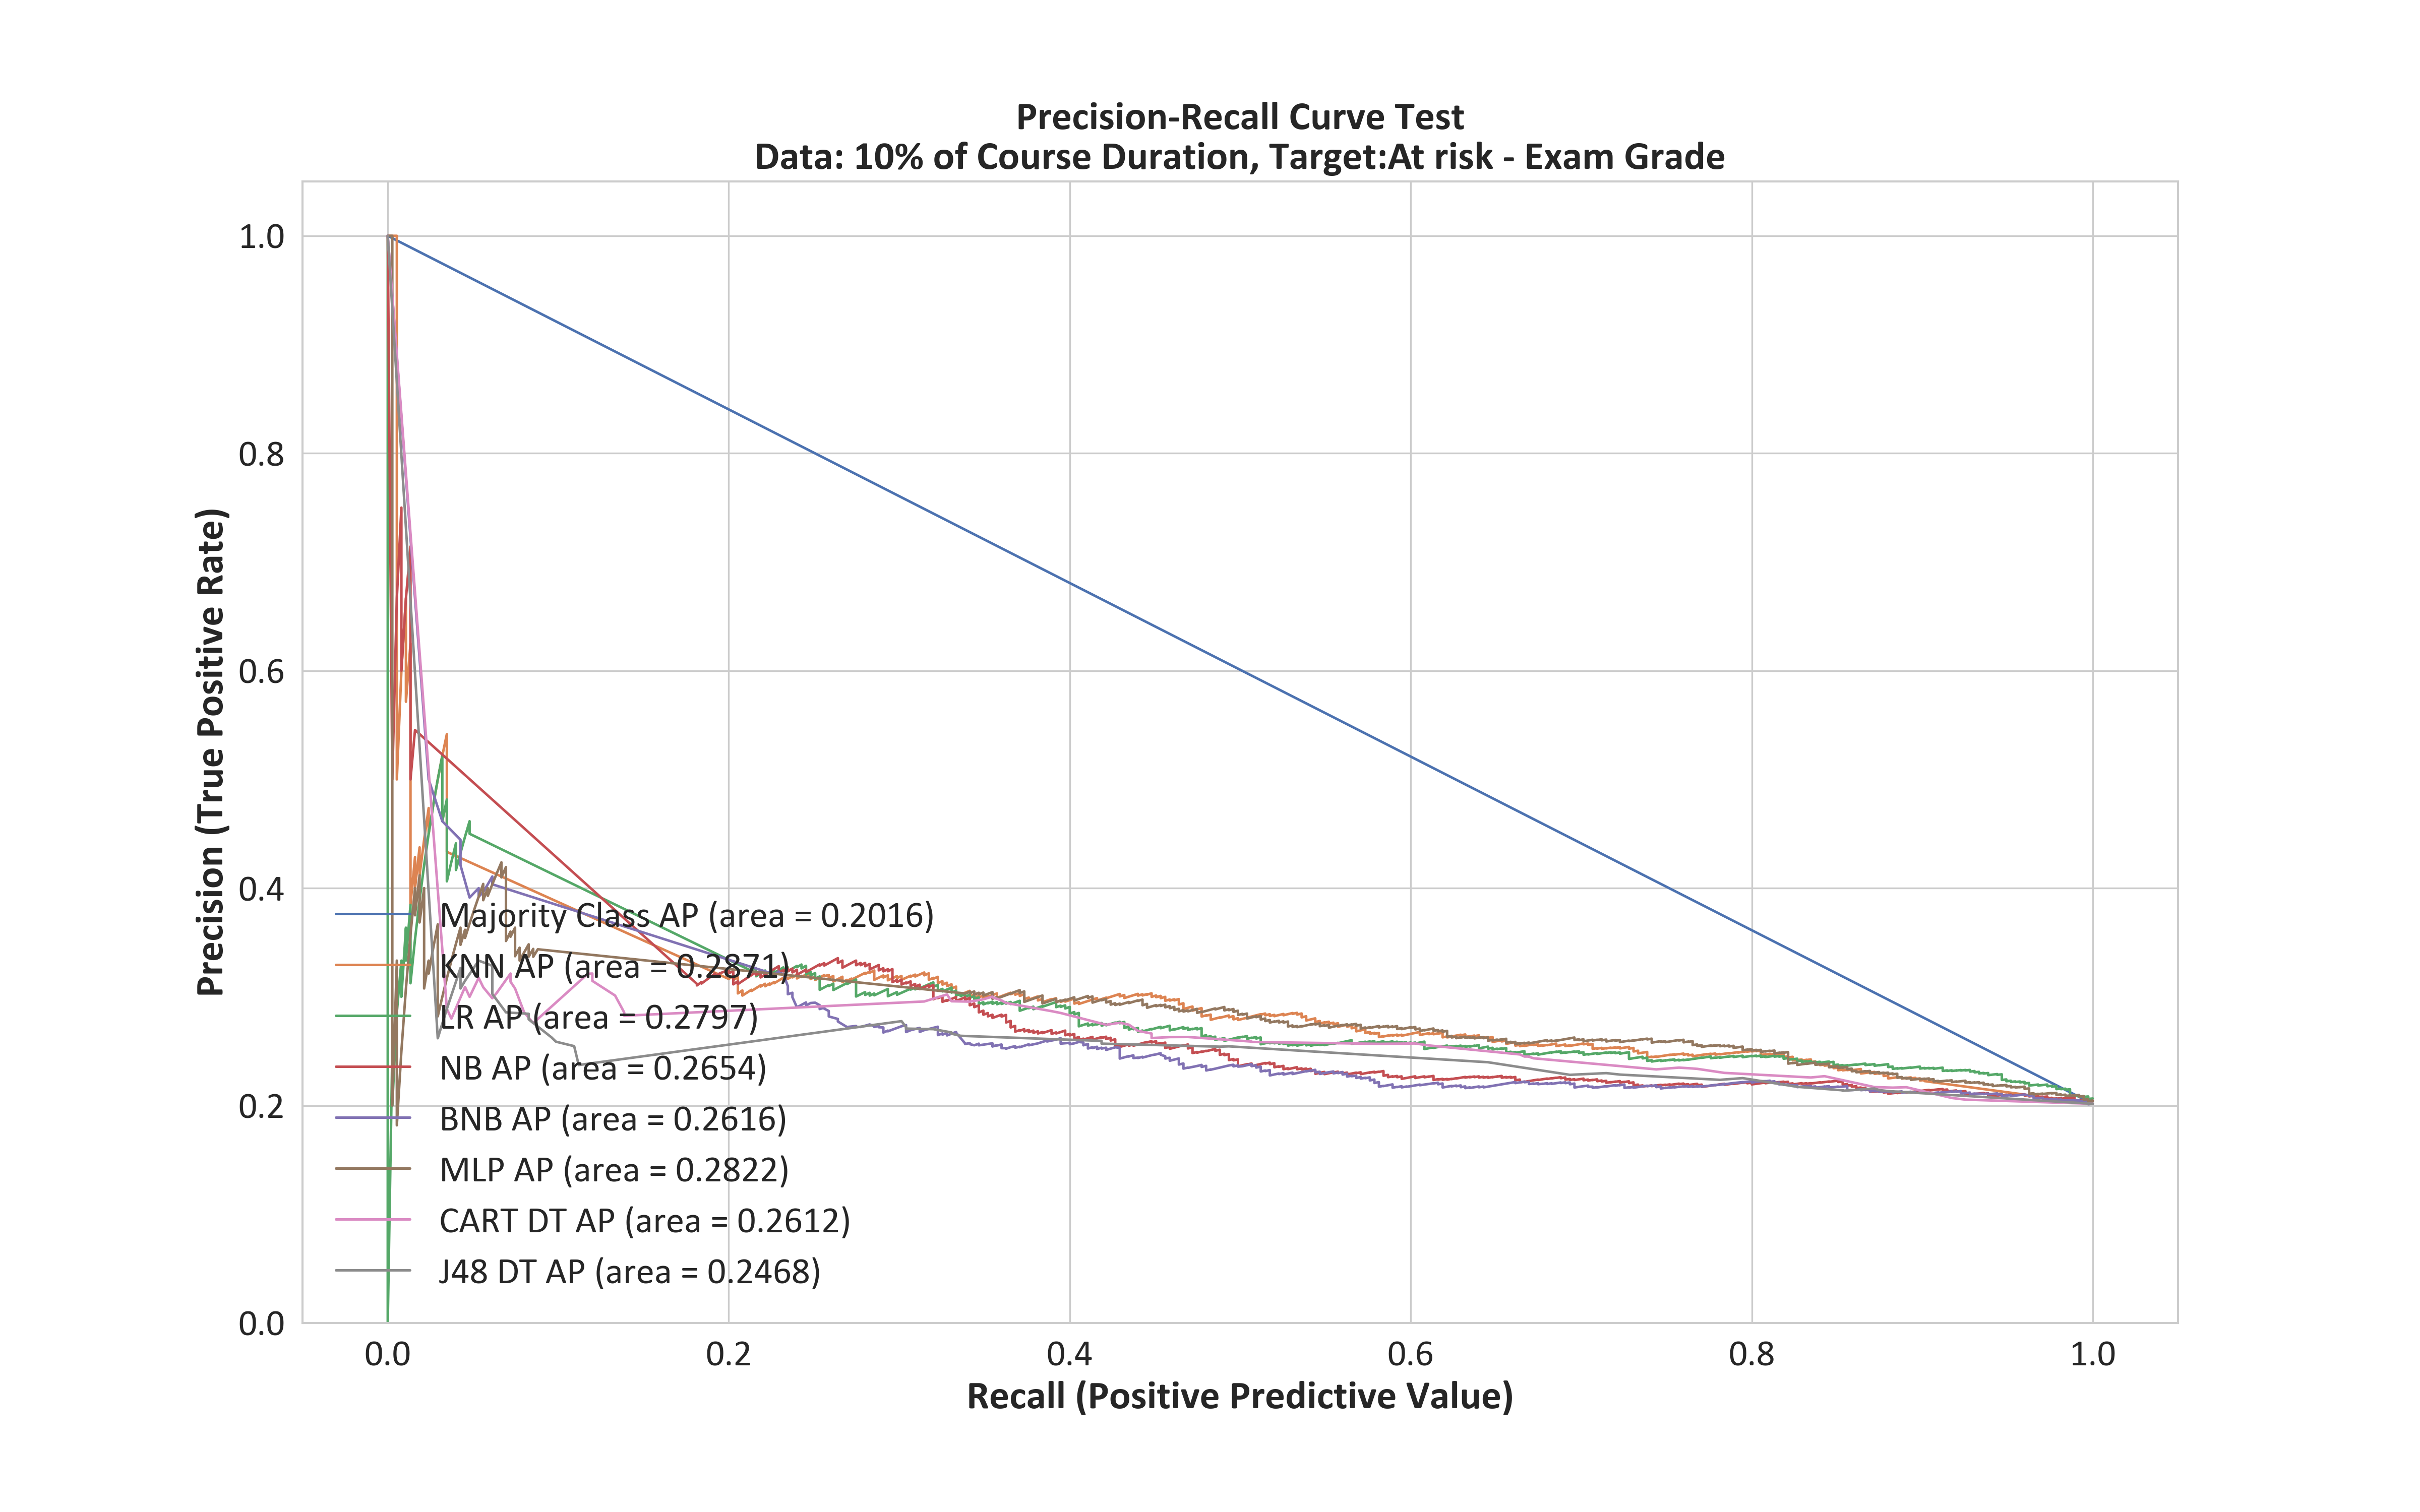 Precision-Recall Curve Test
Data: 10% of Course Duration, Target:At risk - Exam Grade
Precision (True Positive Rate)
1.0
0.8
0.6
0.4
0.2
0.0
Majority Class AP (area = 0.2016)
KNN AP (area = 0.2871)
LR AP (area = 0.2797)
NB AP (area = 0.2654)
BNB AP (area = 0.2616)
MLP AP (area = 0.2822)
CART DT AP (area = 0.2612)
J48 DT AP (area = 0.2468)
0.0 0.2 0.4 0.6 0.8 1.0
Recall (Positive Predictive Value)